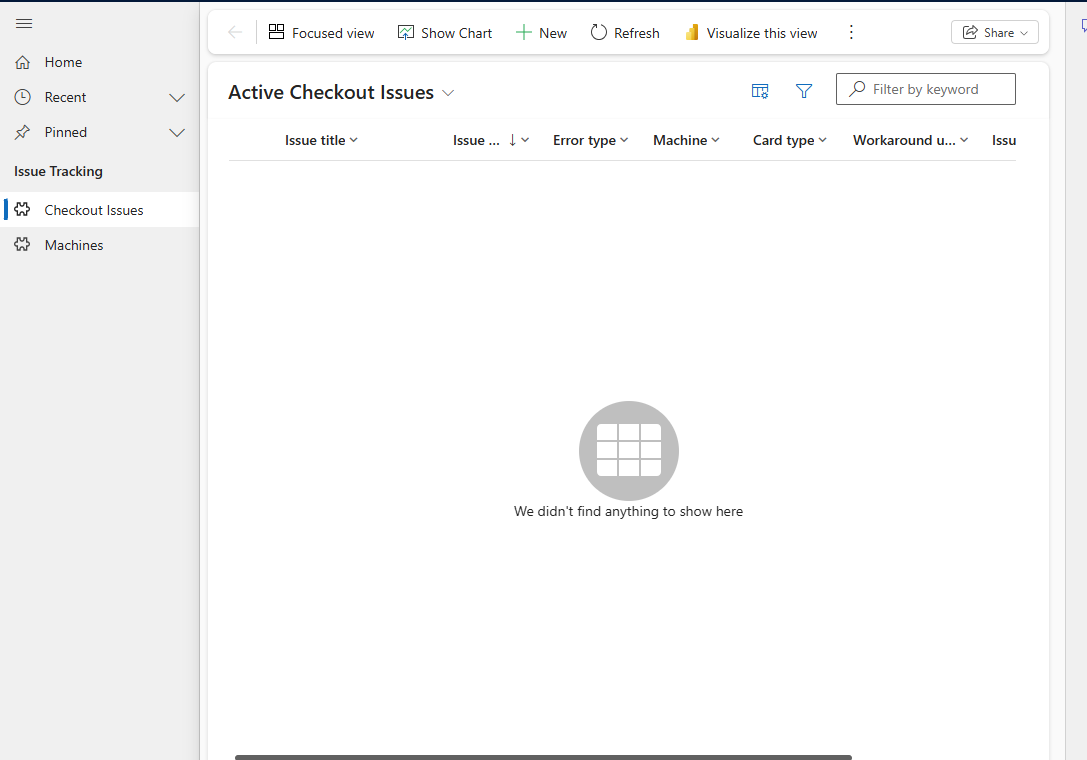 Focused view Show Chart New Refresh Visualize this view Share
Home
Recent
Pinned
Issue Tracking
Checkout Issues
Machines
Active Checkout Issues
Filter by keyword
Issue title Issue ... Error type Machine Card type Workaround u... Issu
We didn't find anything to show here